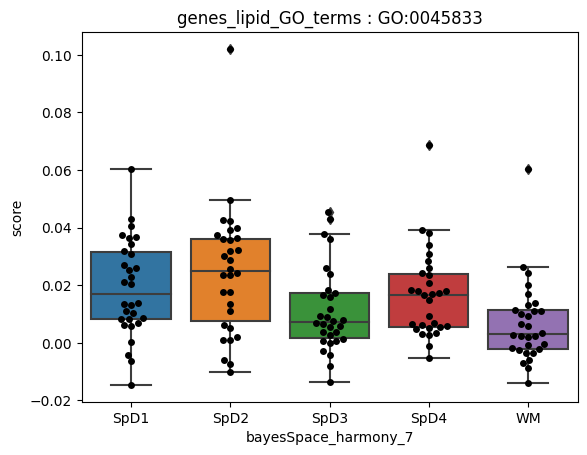 genes_lipid_GO_terms : GO:0045833
0.10
0.08
0.06
0.04
0.02
0.00
−0.02
score
SpD1 SpD2 SpD3 SpD4 WM
bayesSpace_harmony_7